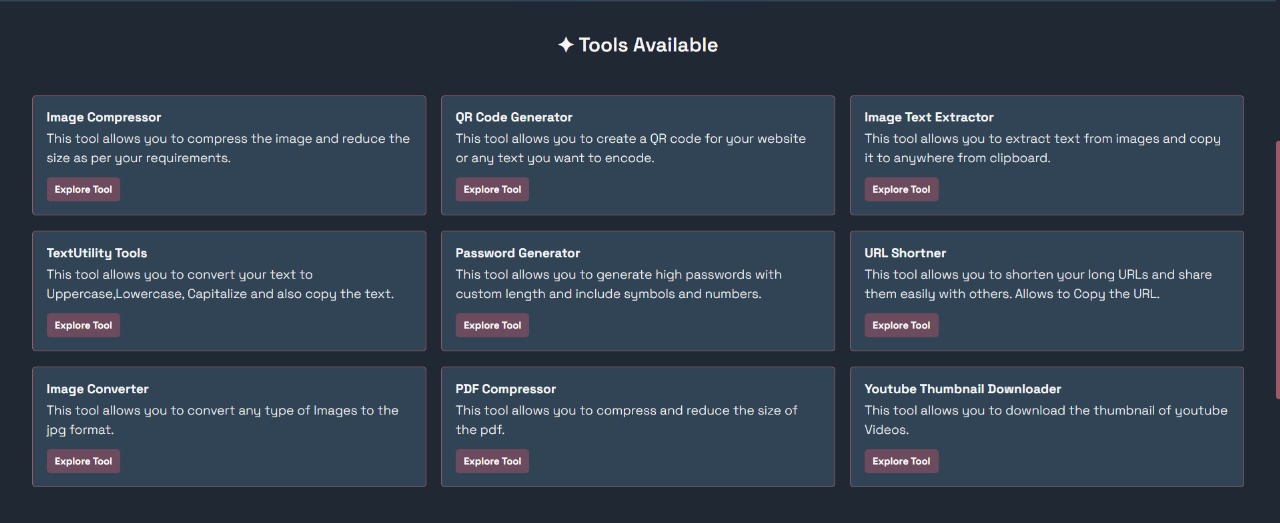 ✦ Tools Available
Image Compressor
This tool allows you to compress the image and reduce the
size as per your requirements.
Explore Tool
QR Code Generator
This tool allows you to create a QR code for your website
or any text you want to encode.
Explore Tool
Image Text Extractor
This tool allows you to extract text from images and copy
it to anywhere from clipboard.
Explore Tool
TextUtility Tools
This tool allows you to convert your text to
Uppercase,Lowercase, Capitalize and also copy the text.
Explore Tool
Password Generator
This tool allows you to generate high passwords with
custom length and include symbols and numbers.
Explore Tool
URL Shortner
This tool allows you to shorten your long URLs and share
them easily with others. Allows to Copy the URL.
Explore Tool
Image Converter
This tool allows you to convert any type of Images to the
jpg format.
Explore Tool
PDF Compressor
This tool allows you to compress and reduce the size of
the pdf.
Explore Tool
Youtube Thumbnail Downloader
This tool allows you to download the thumbnail of youtube
Videos.
Explore Tool